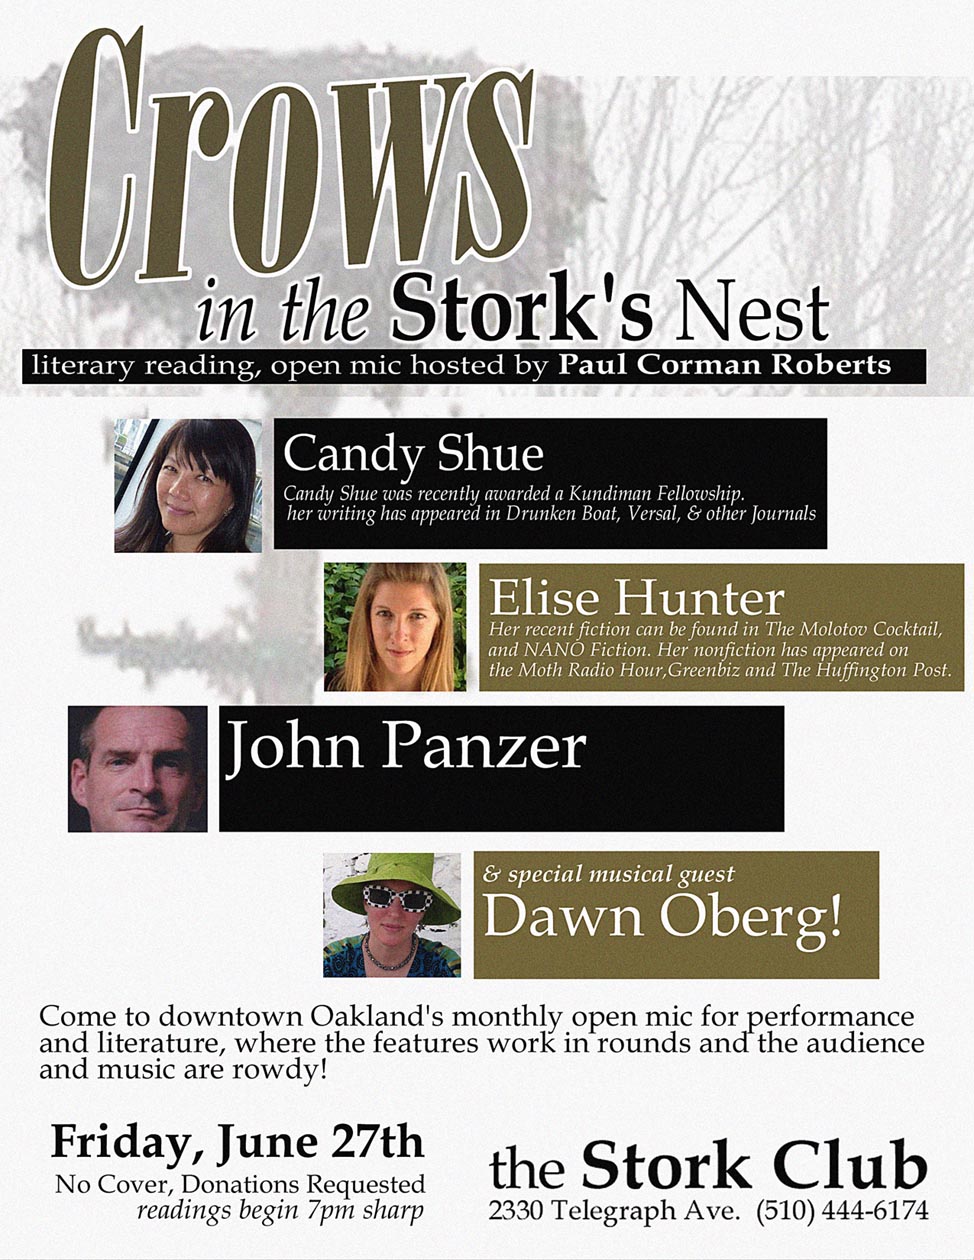 Crows
in the Stork's Nest
literary reading, open mic hosted by Paul Corman Roberts
Candy Shue
Candy Shue was recently awarded a Kundiman Fellowship.
her writing has appeared in Drunken Boat, Versal, & other Journals
Elise Hunter
Her recent fiction can be found in The Molotov Cocktail,
and NANO Fiction. Her nonfiction has appeared on
the Moth Radio Hour,Greenbiz and The Huffington Post.
John Panzer
& special musical guest
Dawn Oberg!
Come to downtown Oakland's monthly open mic for performance
and literature, where the features work in rounds and the audience
and music are rowdy!
Friday, June 27th
No Cover, Donations Requested
readings begin 7pm sharp
the Stork Club
2330 Telegraph Ave. (510) 444-6174